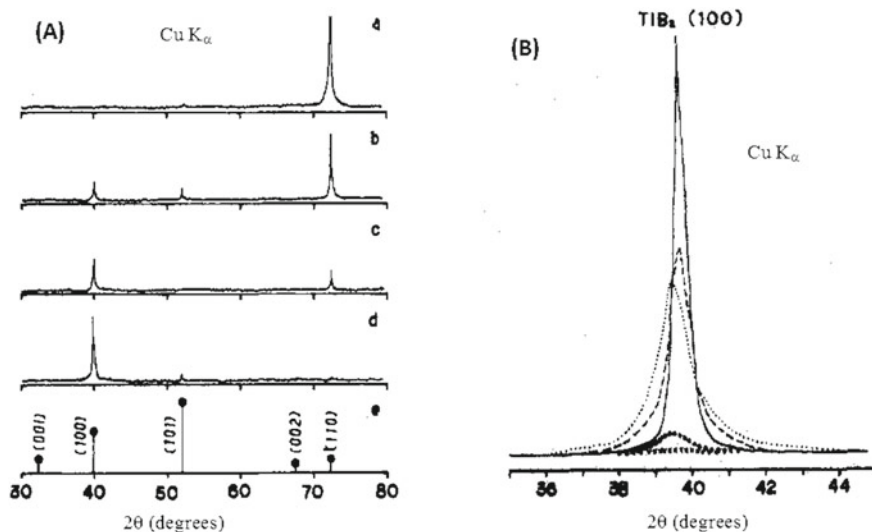 (A)
Cu Kα
a
b
c
d
e
(001)
(100)
(101)
(002)
(110)
30 40 50 60 70 80
2θ (degrees)
TIB₂ (100)
(B)
Cu Kα
36 38 40 42 44
2θ (degrees)